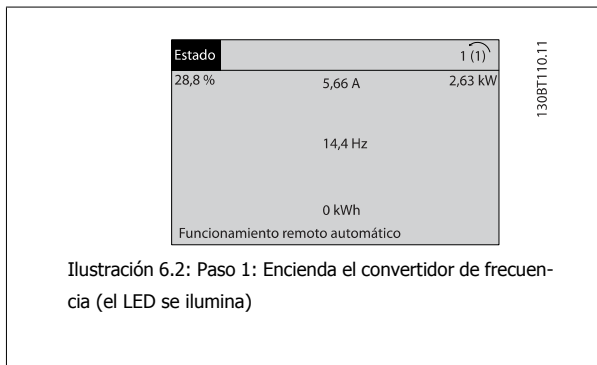 Estado 1 (1)
28,8 % 5,66 A 2,63 kW
14,4 Hz
0 kWh
Funcionamiento remoto automático
130BT110.11
Ilustración 6.2: Paso 1: Encienda el convertidor de frecuen-
cia (el LED se ilumina)